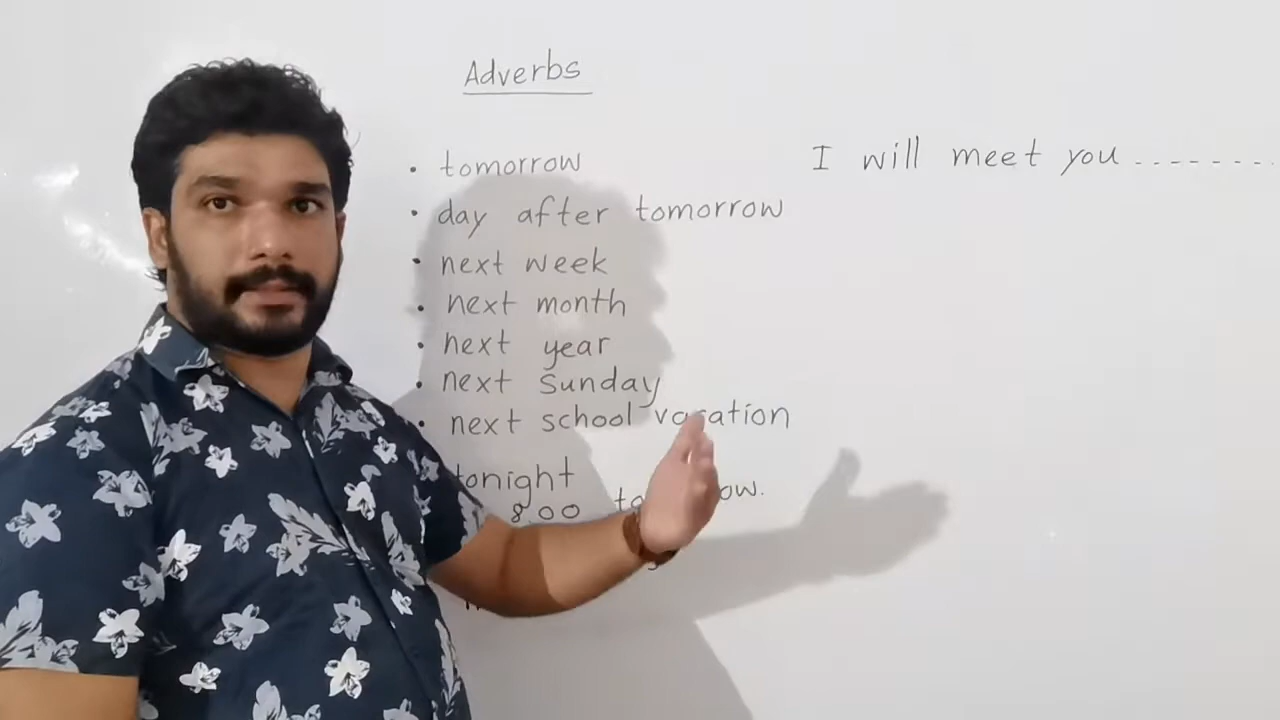 Adverbs
• tomorrow
• day after tomorrow
• next week
• next month
• next year
• next Sunday
• next school vacation
tonight
8.00
I will meet you ........